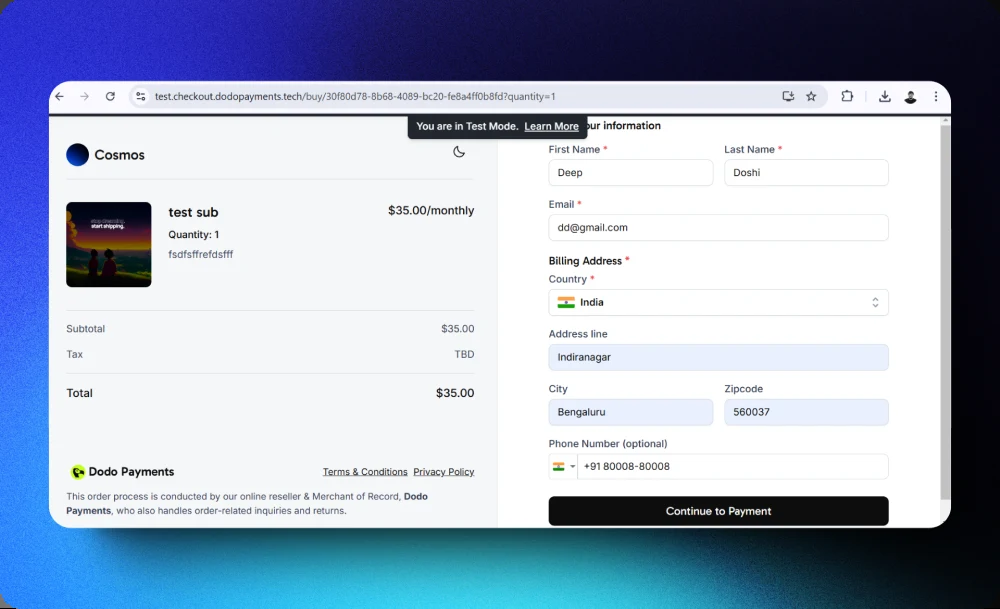 test.checkout.dodopayments.tech/buy/30f80d78-8b68-4089-bc20-fe8a4ff0b8fd?quantity=1
You are in Test Mode. Learn More
Cosmos
stop dreaming.
start shipping.
test sub
$35.00/monthly
Quantity: 1
fsdfsffrefdsfff
Subtotal $35.00
Tax TBD
Total $35.00
Dodo Payments
Terms & Conditions Privacy Policy
This order process is conducted by our online reseller & Merchant of Record, Dodo
Payments, who also handles order-related inquiries and returns.
our information
First Name * Last Name *
Deep Doshi
Email *
dd@gmail.com
Billing Address *
Country *
India
Address line
Indiranagar
City Zipcode
Bengaluru 560037
Phone Number (optional)
+91 80008-80008
Continue to Payment